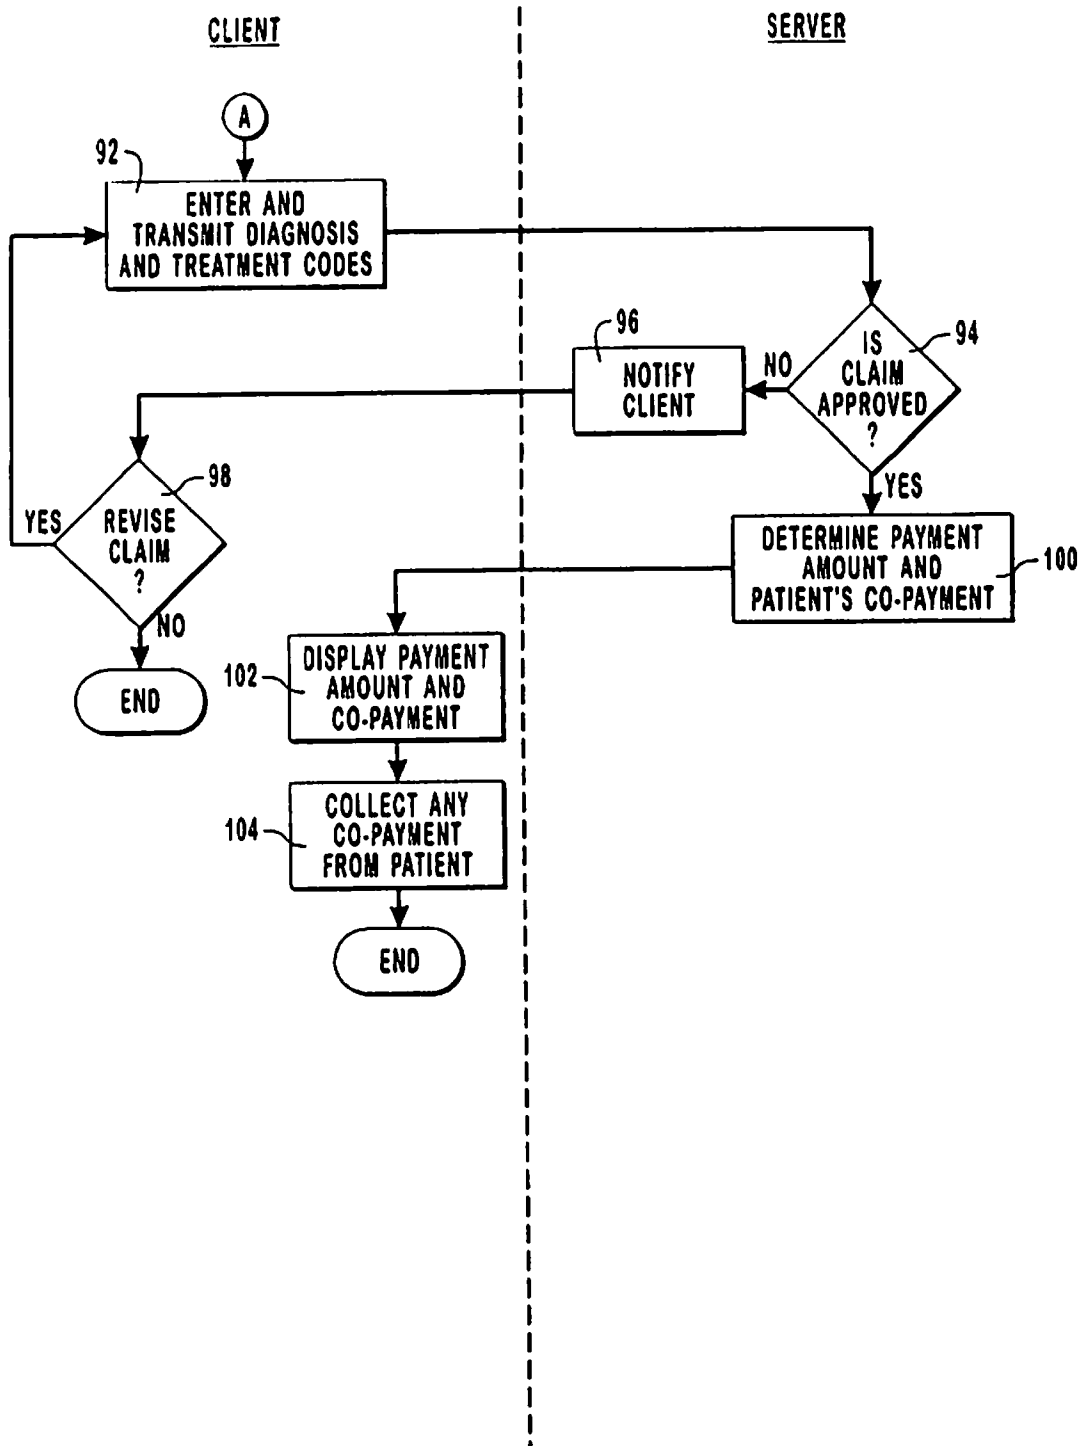 CLIENT
SERVER
A
92
ENTER AND
TRANSMIT DIAGNOSIS
AND TREATMENT CODES
96
NOTIFY
CLIENT
NO
94
IS
CLAIM
APPROVED
?
YES
98
YES
REVISE
CLAIM
?
NO
END
DETERMINE PAYMENT
AMOUNT AND
PATIENT'S CO-PAYMENT
100
102
DISPLAY PAYMENT
AMOUNT AND
CO-PAYMENT
104
COLLECT ANY
CO-PAYMENT
FROM PATIENT
END